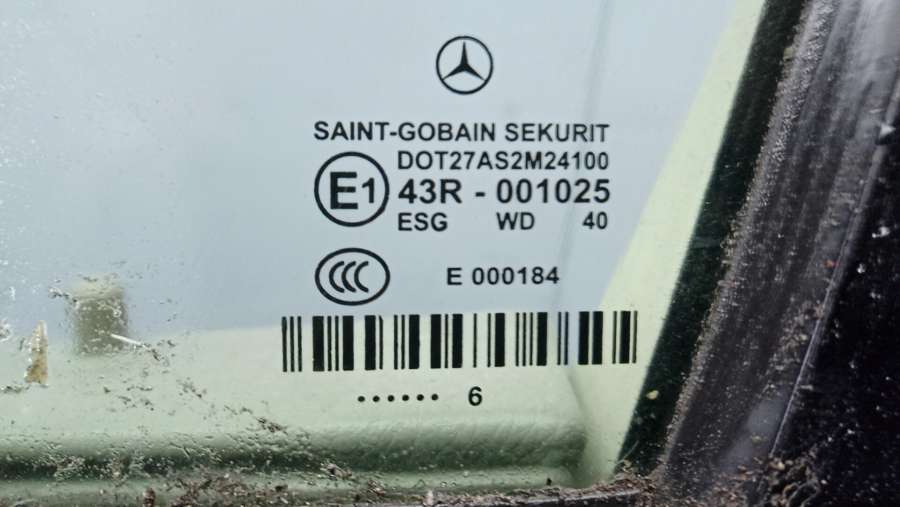 SAINT-GOBAIN SEKURIT
DOT27AS2M24100
E1 43R - 001025
ESG WD 40
CCC E 000184
...... 6